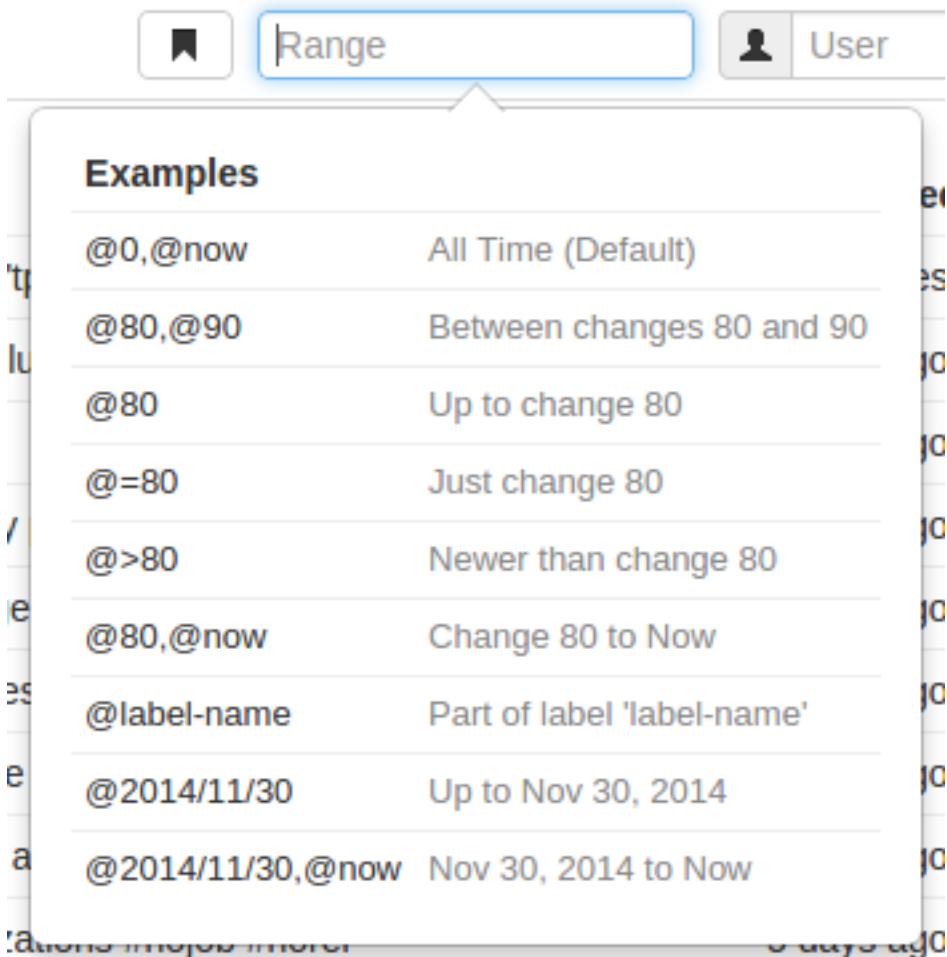 Range
User
Examples
@0,@now All Time (Default)
@80,@90 Between changes 80 and 90
@80 Up to change 80
@=80 Just change 80
@>80 Newer than change 80
@80,@now Change 80 to Now
@label-name Part of label 'label-name'
@2014/11/30 Up to Nov 30, 2014
@2014/11/30,@now Nov 30, 2014 to Now
days ago